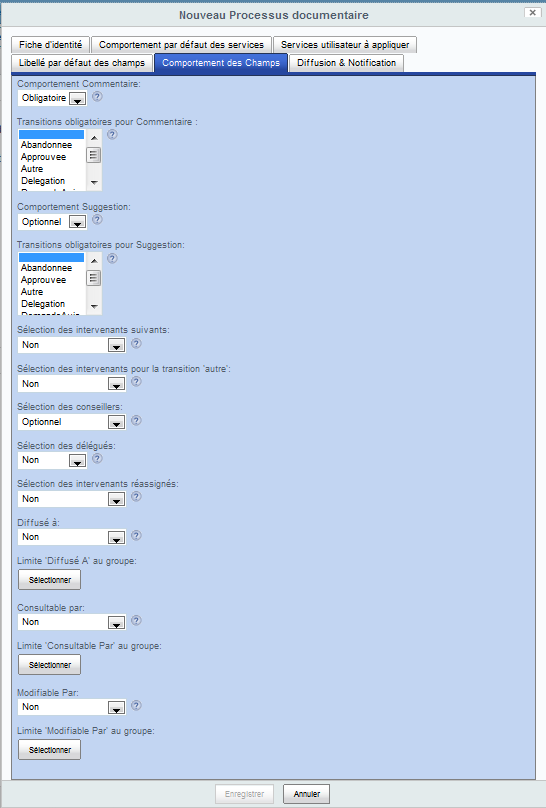 Nouveau Processus documentaire
Fiche d'identité
Comportement par défaut des services
Services utilisateur à appliquer
Libellé par défaut des champs
Comportement des Champs
Diffusion & Notification
Comportement Commentaire:
Obligatoire
Transitions obligatoires pour Commentaire :
Abandonnee
Approuvee
Autre
Delegation
Comportement Suggestion:
Optionnel
Transitions obligatoires pour Suggestion:
Abandonnee
Approuvee
Autre
Delegation
Sélection des intervenants suivants:
Non
Sélection des intervenants pour la transition 'autre':
Non
Sélection des conseillers:
Optionnel
Sélection des délégués:
Non
Sélection des intervenants réassignés:
Non
Diffusé à:
Non
Limite 'Diffusé A' au groupe:
Sélectionner
Consultable par:
Non
Limite 'Consultable Par' au groupe:
Sélectionner
Modifiable Par:
Non
Limite 'Modifiable Par' au groupe:
Sélectionner
Enregistrer
Annuler